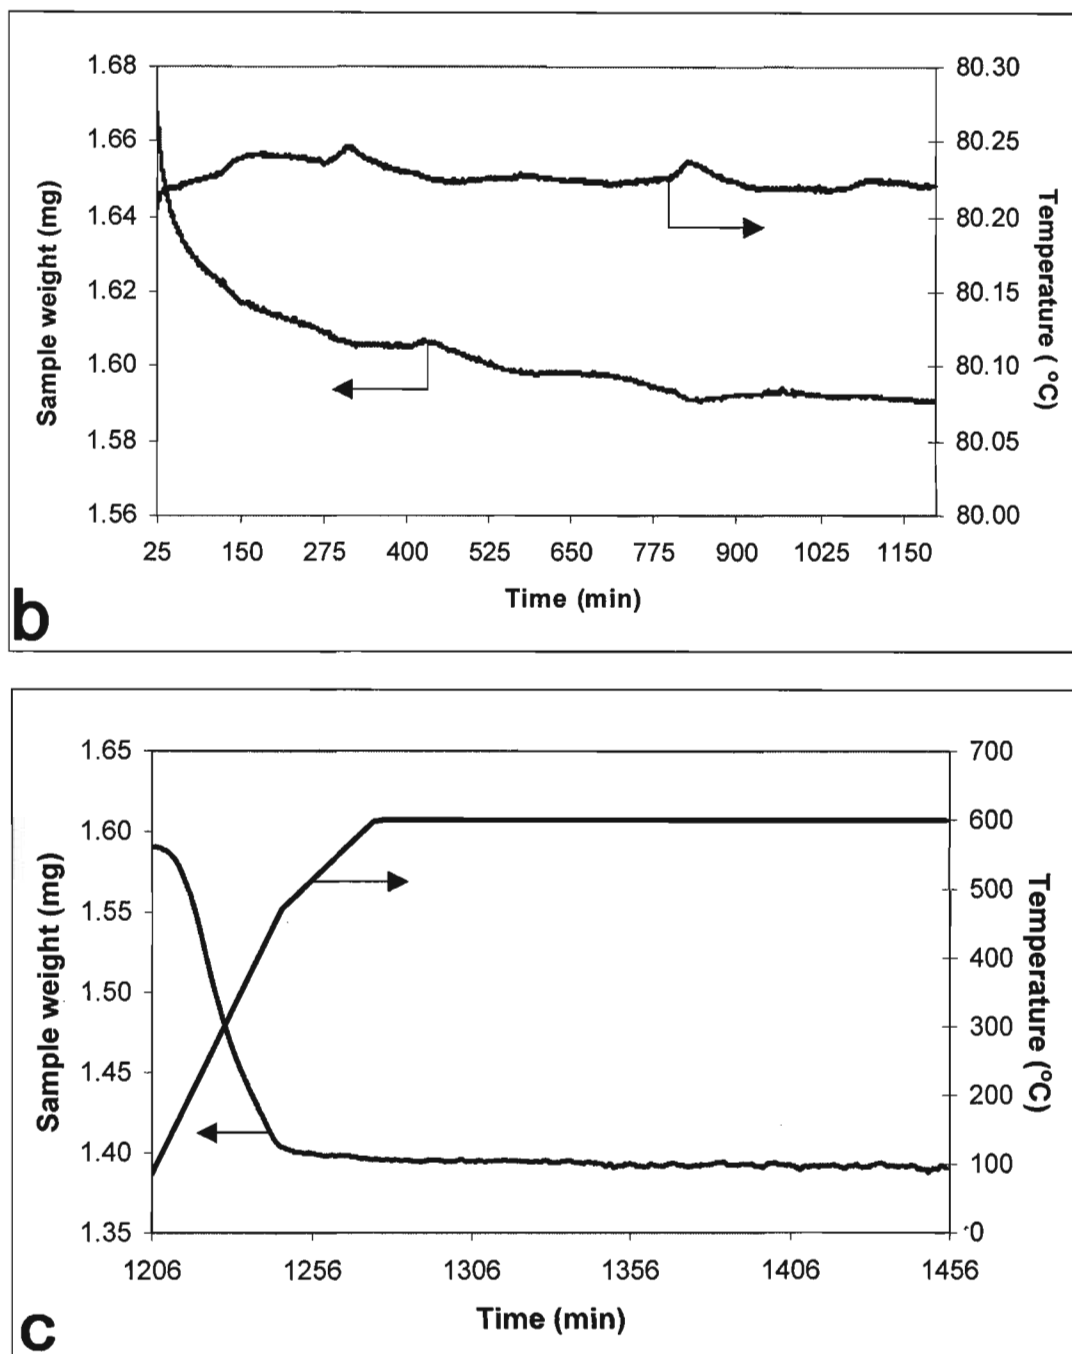 1.68
1.66
1.64
1.62
1.60
1.58
1.56
Sample weight (mg)
80.30
80.25
80.20
80.15
80.10
80.05
80.00
Temperature ( °C)
25 150 275 400 525 650 775 900 1025 1150
Time (min)
b
1.65
1.60
1.55
1.50
1.45
1.40
1.35
Sample weight (mg)
700
600
500
400
300
200
100
0
Temperature (°C)
1206 1256 1306 1356 1406 1456
Time (min)
c